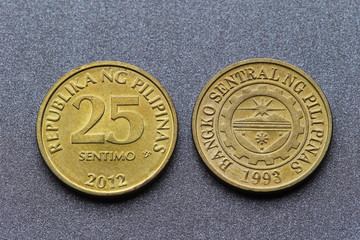 REPUBLIKA NG PILIPINAS
25
SENTIMO
2012
BANGKO SENTRAL NG PILIPINAS
1993